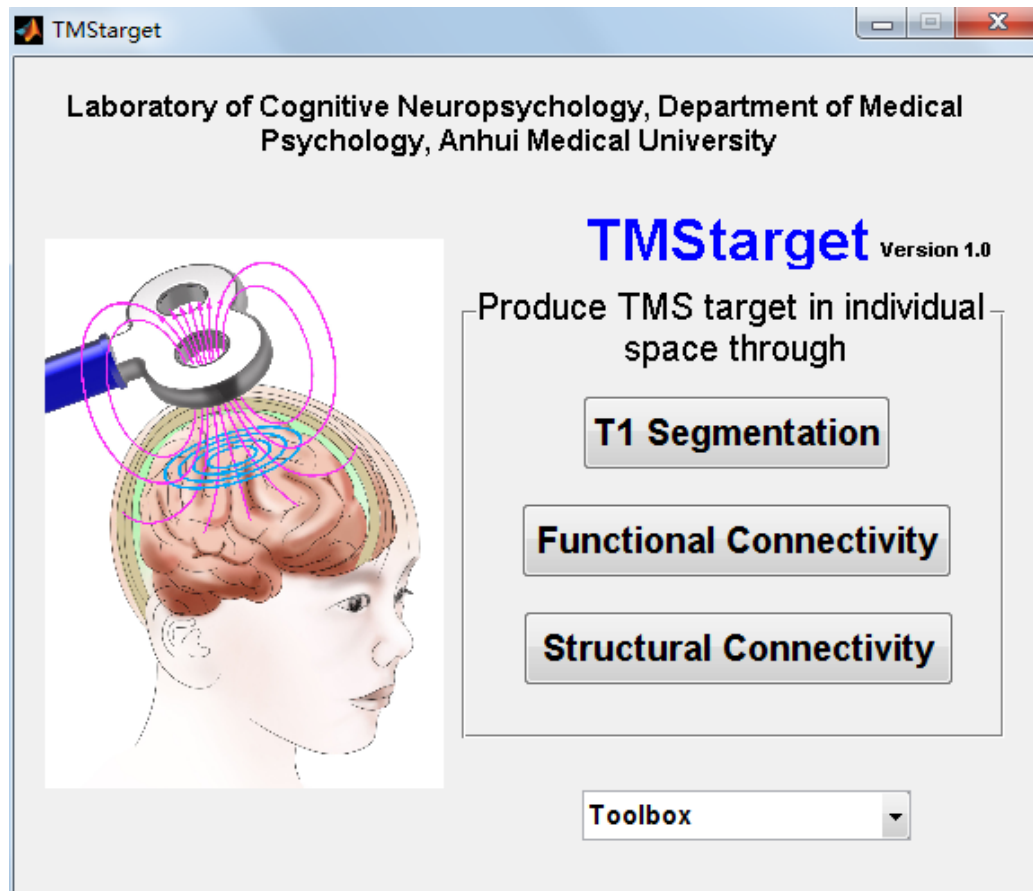 TMStarget
Laboratory of Cognitive Neuropsychology, Department of Medical
Psychology, Anhui Medical University
TMStarget Version 1.0
Produce TMS target in individual
space through
T1 Segmentation
Functional Connectivity
Structural Connectivity
Toolbox